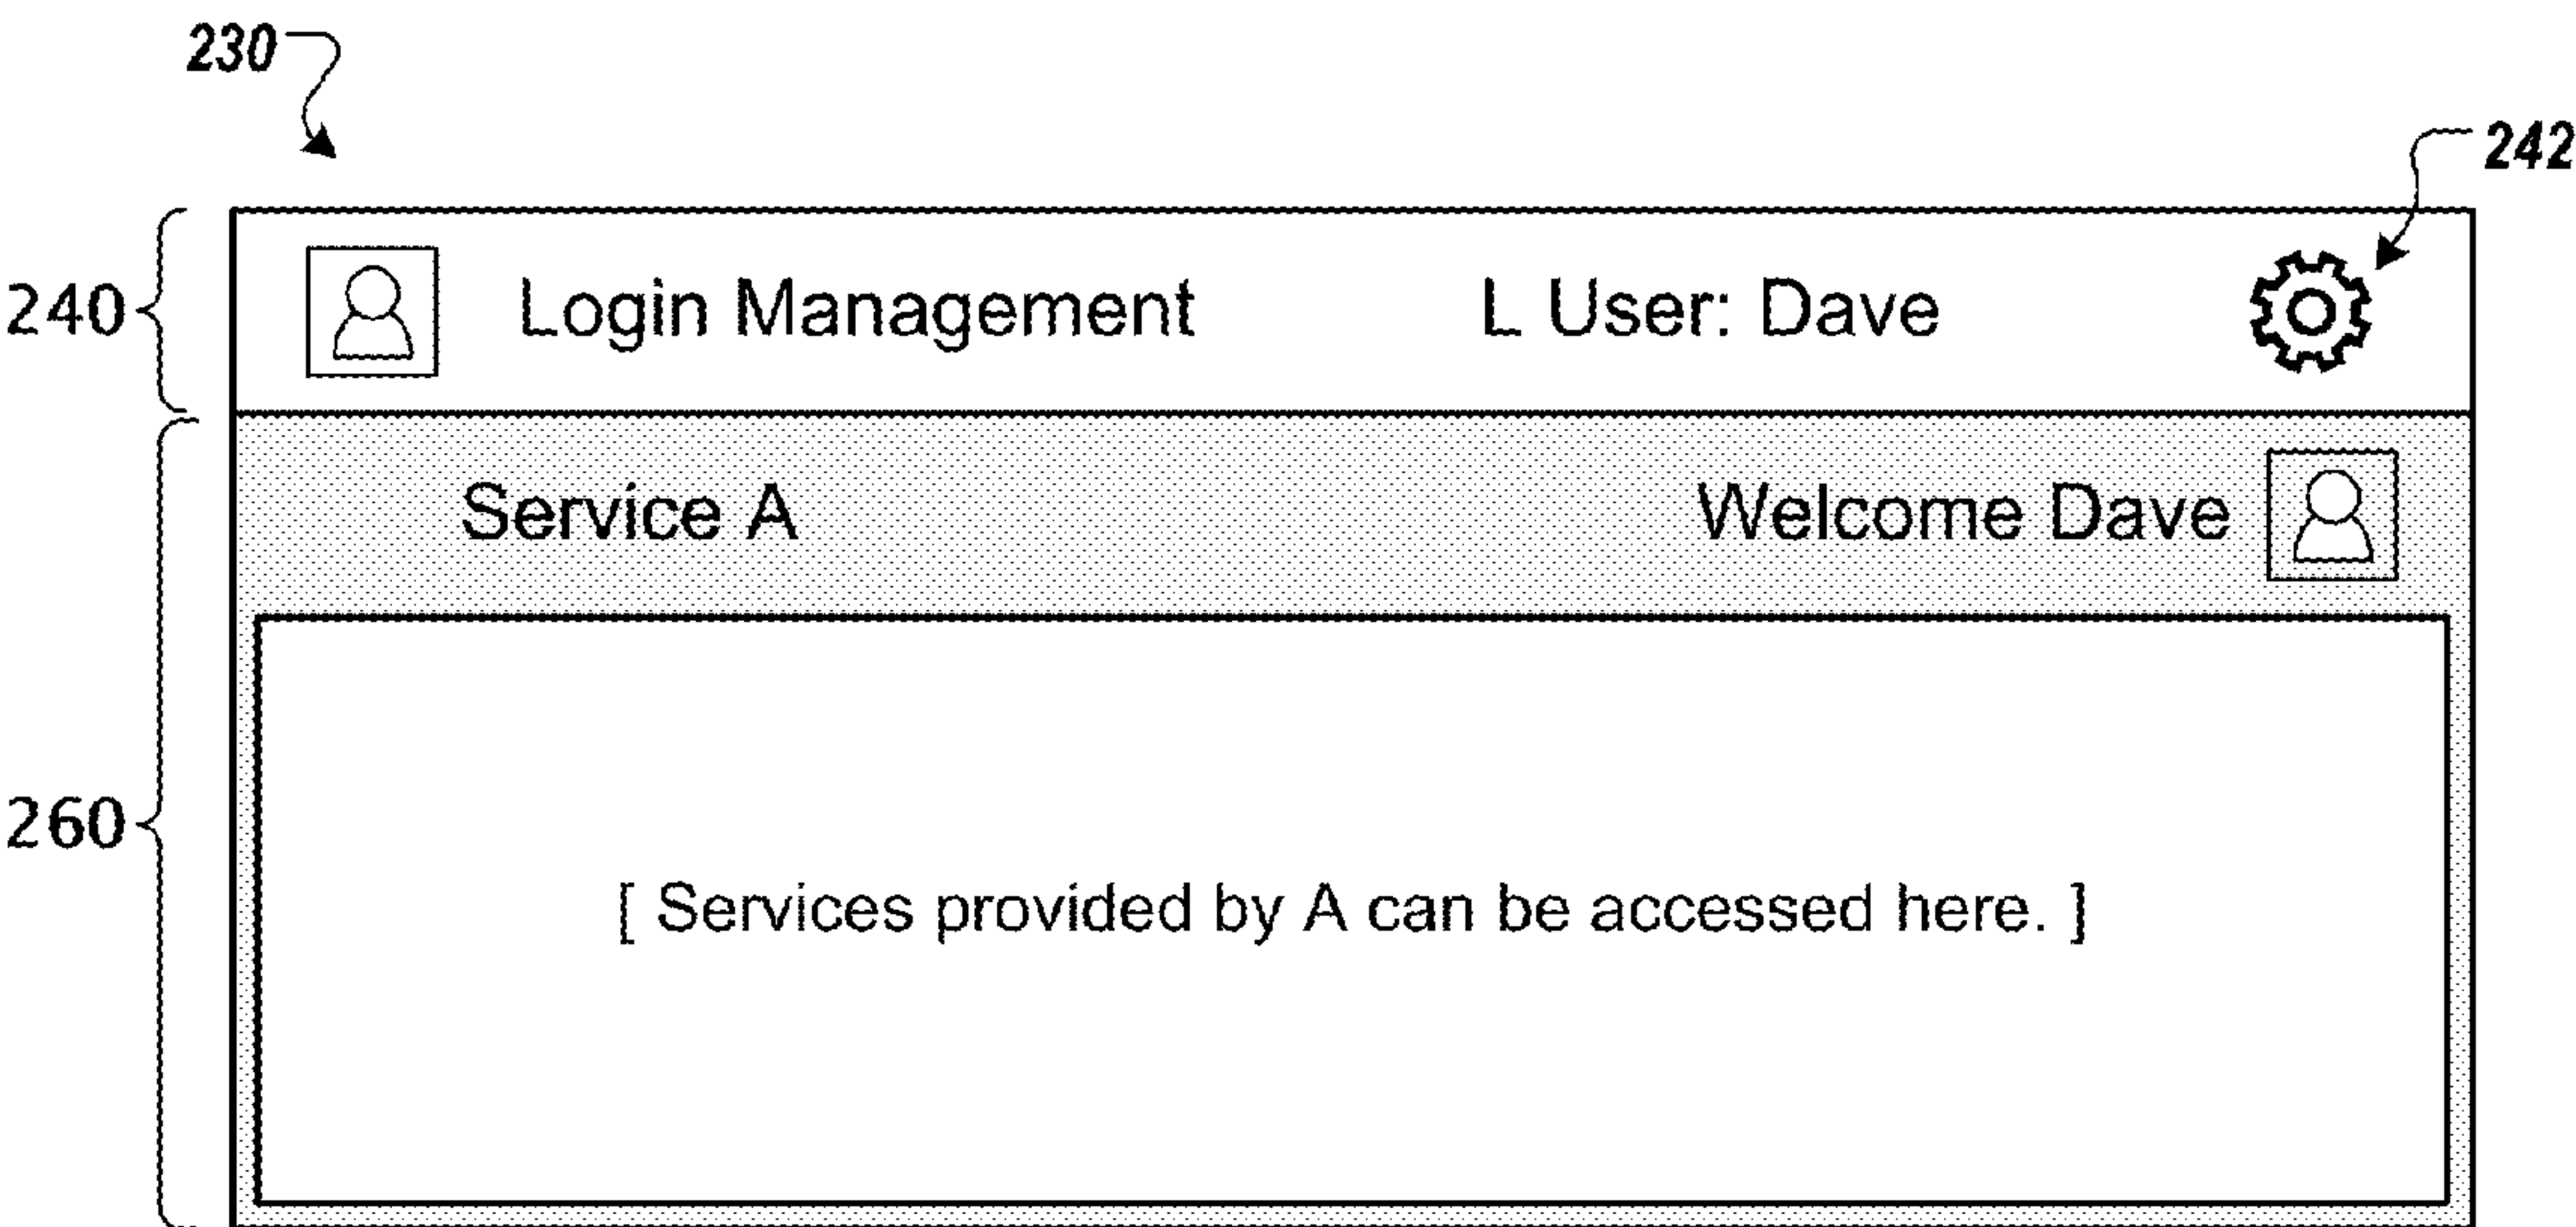 230
242
240
Login Management L User: Dave
Service A Welcome Dave
260
[ Services provided by A can be accessed here. ]